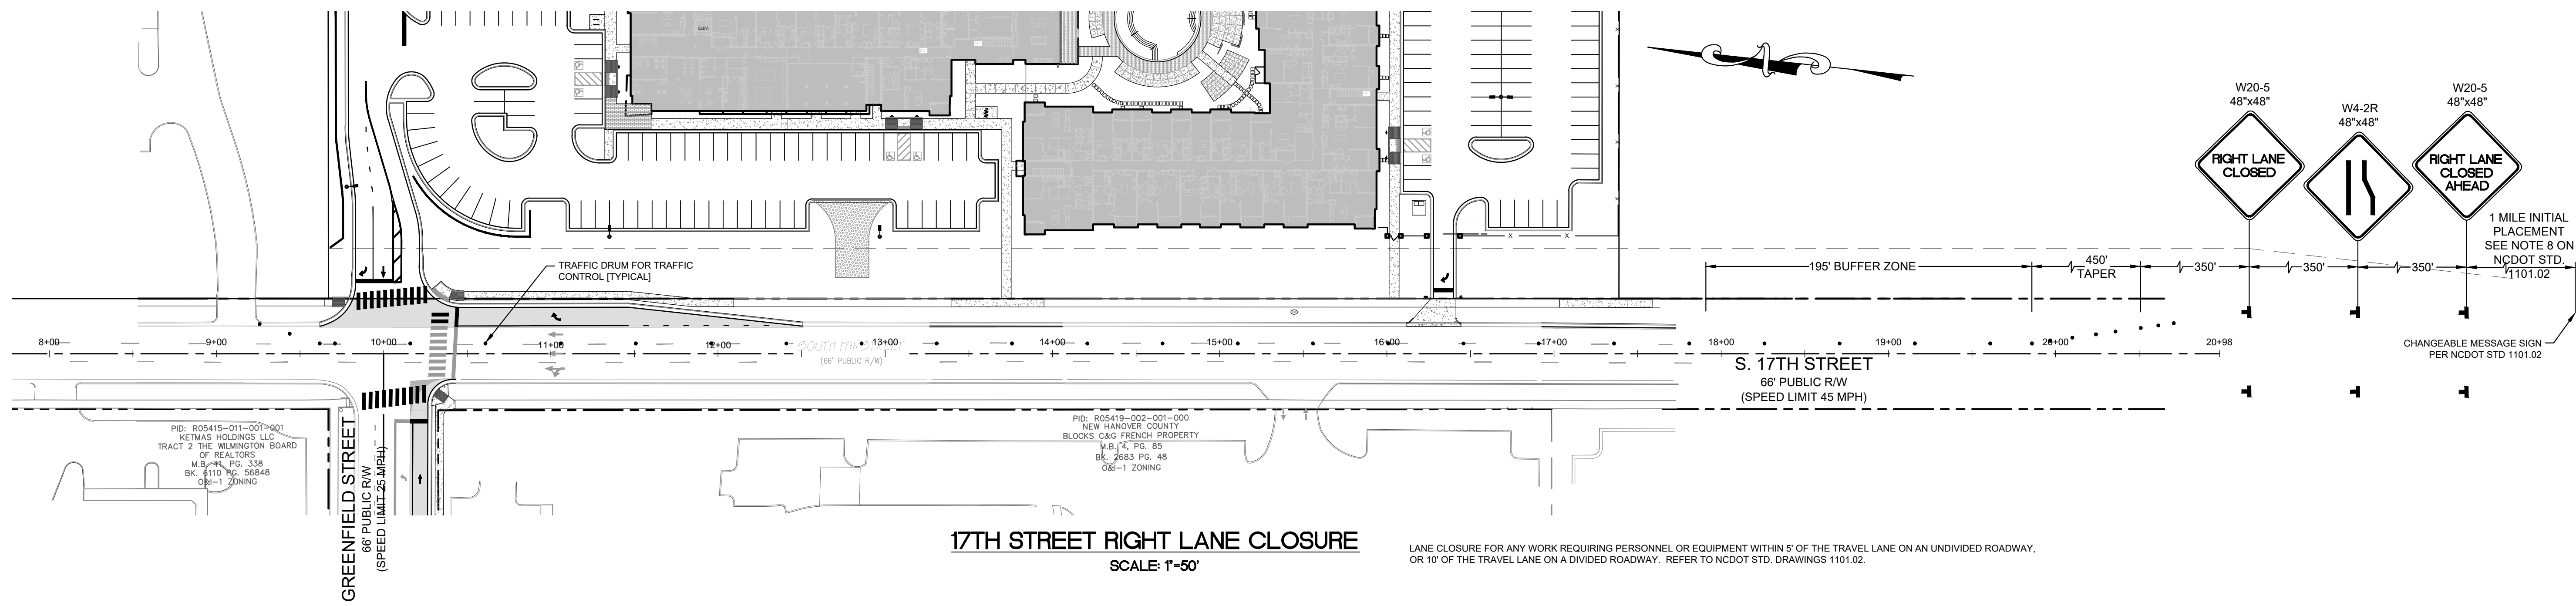 ELEV.
W20-5
48"x48"
RIGHT LANE
CLOSED
W4-2R
48"x48"
W20-5
48"x48"
RIGHT LANE
CLOSED
AHEAD
1 MILE INITIAL
PLACEMENT
SEE NOTE 8 ON
NCDOT STD.
1101.02
TRAFFIC DRUM FOR TRAFFIC
CONTROL [TYPICAL]
195' BUFFER ZONE
450'
TAPER
350'
350'
350'
8+00
9+00
10+00
11+00
12+00
SOUTH 17TH STREET
(66' PUBLIC R/W)
13+00
14+00
15+00
16+00
17+00
18+00
19+00
20+00
20+98
CHANGEABLE MESSAGE SIGN
PER NCDOT STD 1101.02
S. 17TH STREET
66' PUBLIC R/W
(SPEED LIMIT 45 MPH)
PID: R05415-011-001-001
KETMAS HOLDINGS LLC
TRACT 2 THE WILMINGTON BOARD
OF REALTORS
M.B. 41, PG. 338
BK. 6110 PG. 56848
O&I-1 ZONING
GREENFIELD STREET
66' PUBLIC R/W
(SPEED LIMIT 25 MPH)
PID: R05419-002-001-000
NEW HANOVER COUNTY
BLOCKS C&G FRENCH PROPERTY
M.B. 4, PG. 85
BK. 2683 PG. 48
O&I-1 ZONING
17TH STREET RIGHT LANE CLOSURE
SCALE: 1"=50'
LANE CLOSURE FOR ANY WORK REQUIRING PERSONNEL OR EQUIPMENT WITHIN 5' OF THE TRAVEL LANE ON AN UNDIVIDED ROADWAY,
OR 10' OF THE TRAVEL LANE ON A DIVIDED ROADWAY. REFER TO NCDOT STD. DRAWINGS 1101.02.